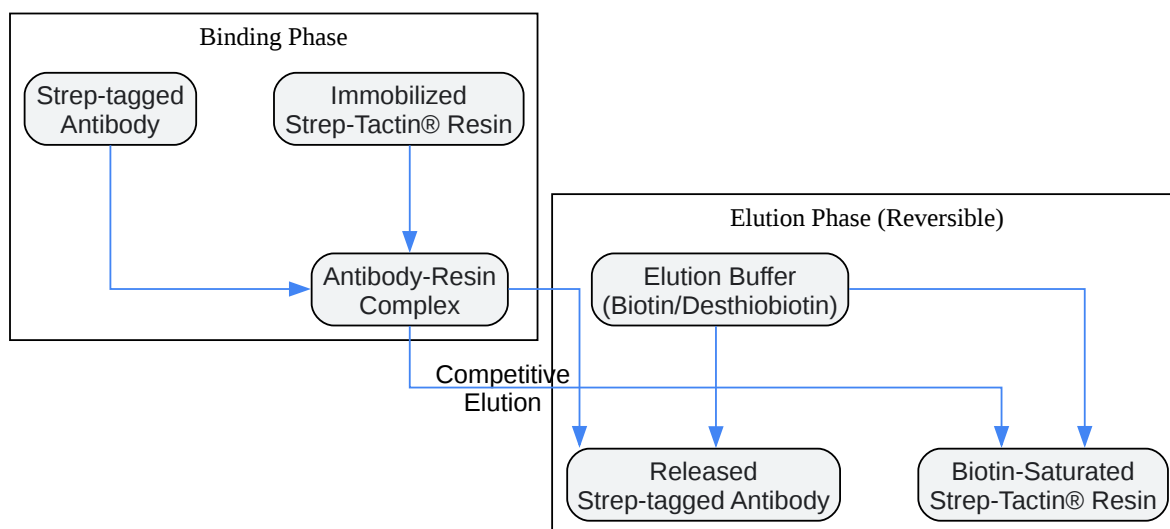 Binding Phase
Strep-tagged
Antibody
Immobilized
Strep-Tactin® Resin
Antibody-Resin
Complex
Elution Phase (Reversible)
Elution Buffer
(Biotin/Desthiobiotin)
Competitive
Elution
Released
Strep-tagged Antibody
Biotin-Saturated
Strep-Tactin® Resin